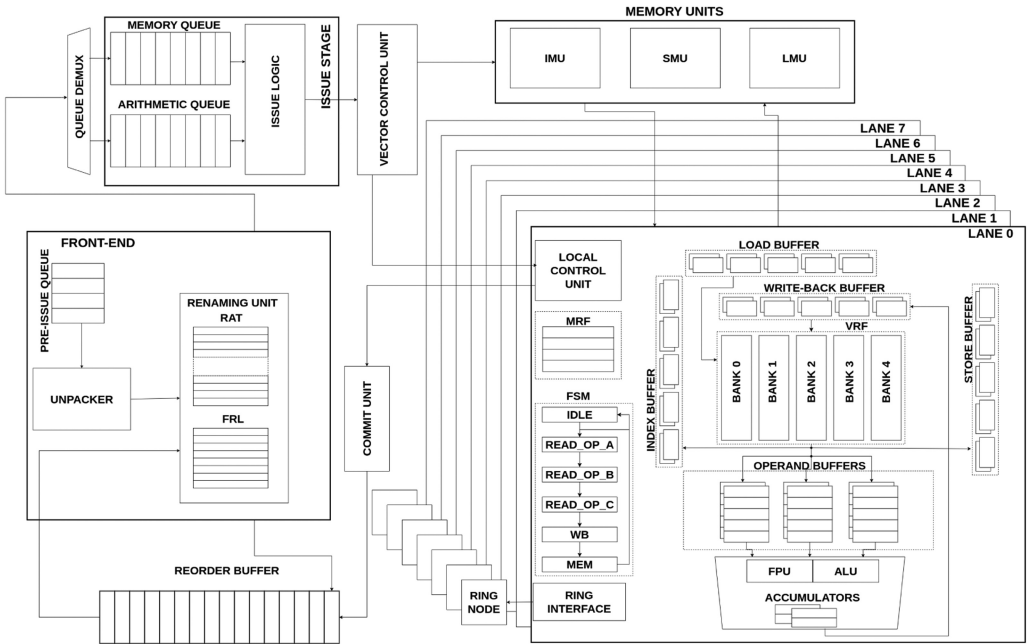 MEMORY UNITS
MEMORY QUEUE
ARITHMETIC QUEUE
QUEUE DEMUX
ISSUE LOGIC
ISSUE STAGE
VECTOR CONTROL UNIT
IMU
SMU
LMU
LANE 7
LANE 6
LANE 5
LANE 4
LANE 3
LANE 2
LANE 1
LANE 0
FRONT-END
PRE-ISSUE QUEUE
UNPACKER
RENAMING UNIT
RAT
FRL
COMMIT UNIT
REORDER BUFFER
LOCAL
CONTROL
UNIT
MRF
FSM
IDLE
READ_OP_A
READ_OP_B
READ_OP_C
WB
MEM
RING
NODE
RING
INTERFACE
LOAD BUFFER
WRITE-BACK BUFFER
VRF
INDEX BUFFER
STORE BUFFER
BANK 0
BANK 1
BANK 2
BANK 3
BANK 4
OPERAND BUFFERS
FPU
ALU
ACCUMULATORS